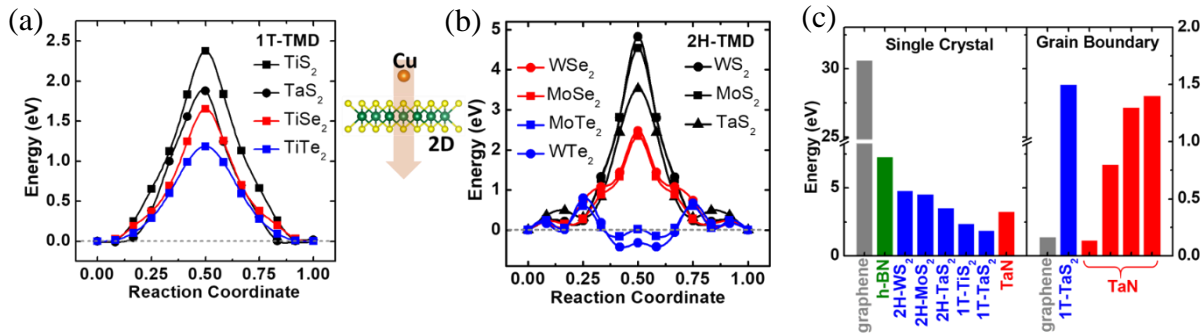 (a)
1T-TMD
TiS2
TaS2
TiSe2
TiTe2
Energy (eV)
2.5
2.0
1.5
1.0
0.5
0.0
0.00 0.25 0.50 0.75 1.00
Reaction Coordinate
Cu
2D
(b)
2H-TMD
WSe2
MoSe2
MoTe2
WTe2
WS2
MoS2
TaS2
Energy (eV)
5
4
3
2
1
0
0.00 0.25 0.50 0.75 1.00
Reaction Coordinate
(c)
Single Crystal
Grain Boundary
Energy (eV)
30
25
5
0
2.0
1.5
1.0
0.5
0.0
graphene
h-BN
2H-WS2
2H-MoS2
2H-TaS2
1T-TiS2
1T-TaS2
TaN
graphene
1T-TaS2
TaN